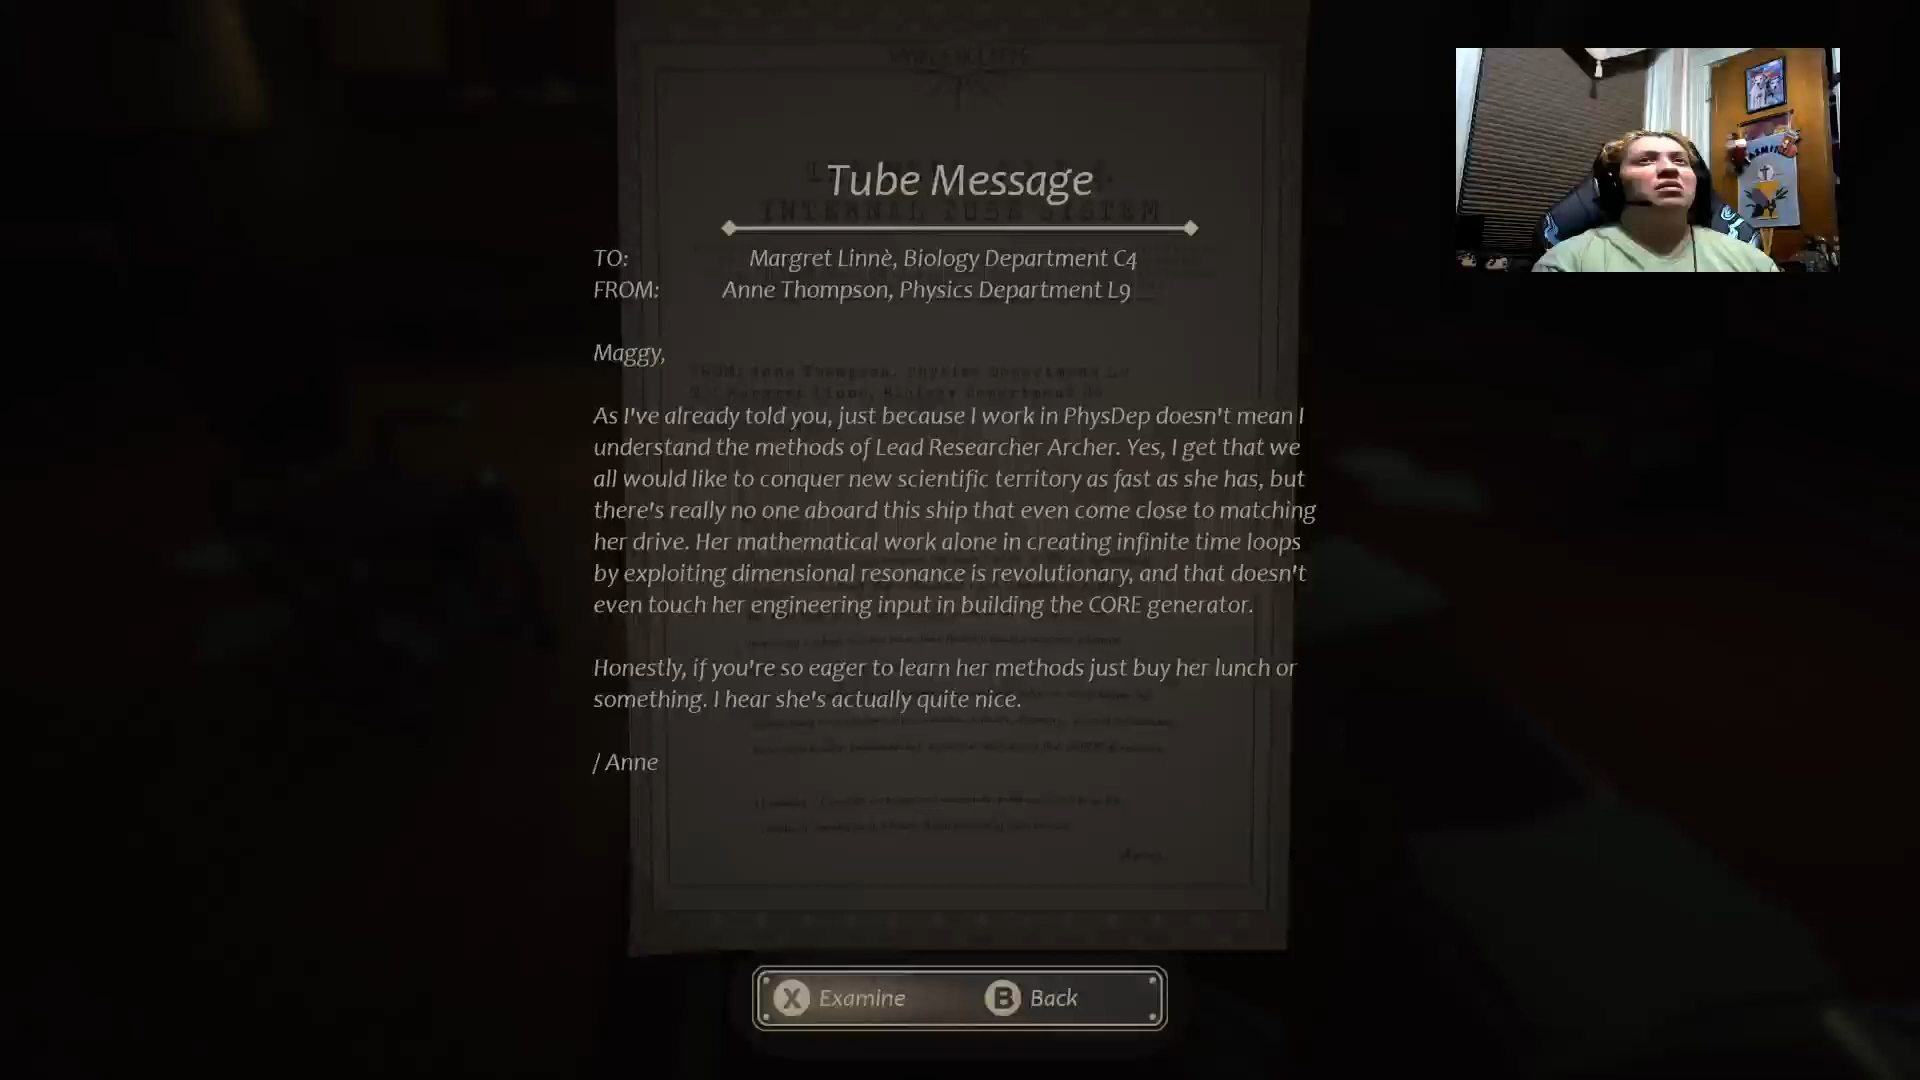 Tube Message
INTERNAL TUBE SYSTEM
TO: Margret Linnè, Biology Department C4
FROM: Anne Thompson, Physics Department L9
Maggy,
As I've already told you, just because I work in PhysDep doesn't mean I
understand the methods of Lead Researcher Archer. Yes, I get that we
all would like to conquer new scientific territory as fast as she has, but
there's really no one aboard this ship that even come close to matching
her drive. Her mathematical work alone in creating infinite time loops
by exploiting dimensional resonance is revolutionary, and that doesn't
even touch her engineering input in building the CORE generator.
Honestly, if you're so eager to learn her methods just buy her lunch or
something. I hear she's actually quite nice.
/ Anne
X Examine B Back